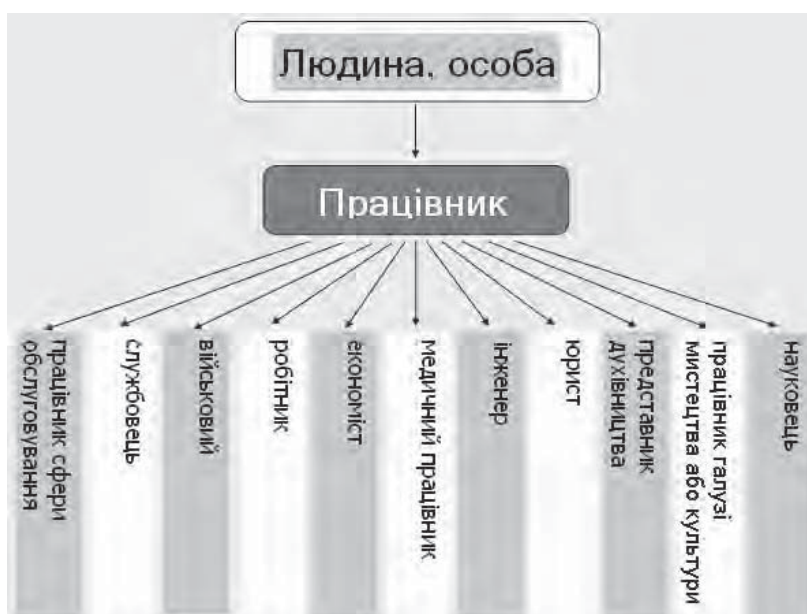 Людина, особа
Працівник
працівник сфери
обслуговування
службовець
військовий
робітник
економіст
медичний працівник
інженер
юрист
представник
духівництва
працівник галузі
мистецтва або культури
науковець